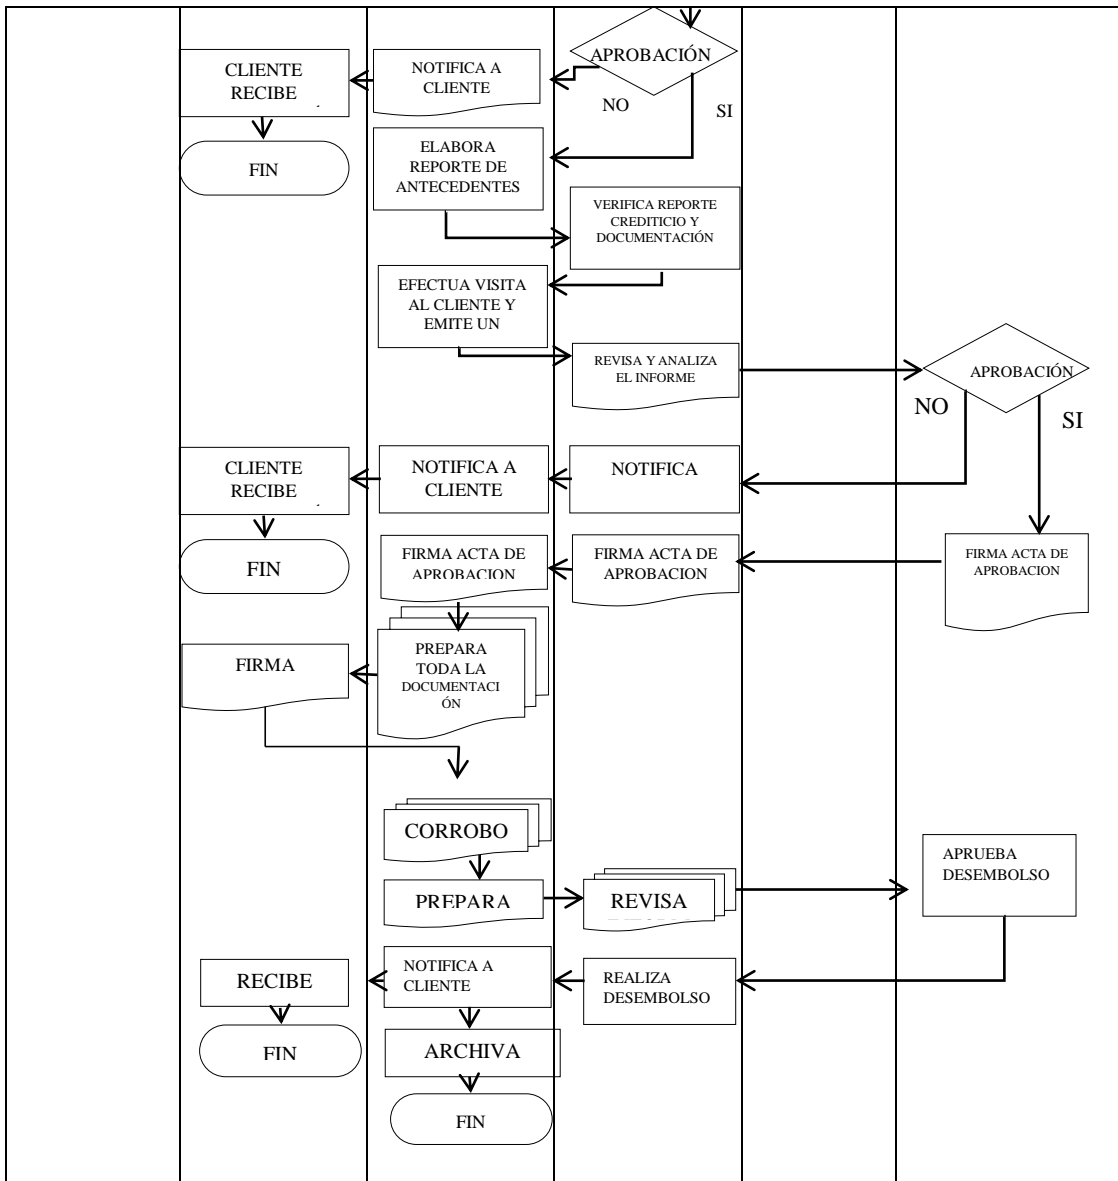 APROBACIÓN
CLIENTE
RECIBE
NOTIFICA A
CLIENTE
NO
SI
FIN
ELABORA
REPORTE DE
ANTECEDENTES
VERIFICA REPORTE
CREDITICIO Y
DOCUMENTACIÓN
EFECTUA VISITA
AL CLIENTE Y
EMITE UN
REVISA Y ANALIZA
EL INFORME
APROBACIÓN
NO
SI
CLIENTE
RECIBE
NOTIFICA A
CLIENTE
NOTIFICA
FIN
FIRMA ACTA DE
APROBACION
FIRMA ACTA DE
APROBACION
FIRMA ACTA DE
APROBACION
FIRMA
PREPARA
TODA LA
DOCUMENTACI
ÓN
CORROBO
APRUEBA
DESEMBOLSO
PREPARA
REVISA
RECIBE
NOTIFICA A
CLIENTE
REALIZA
DESEMBOLSO
FIN
ARCHIVA
FIN